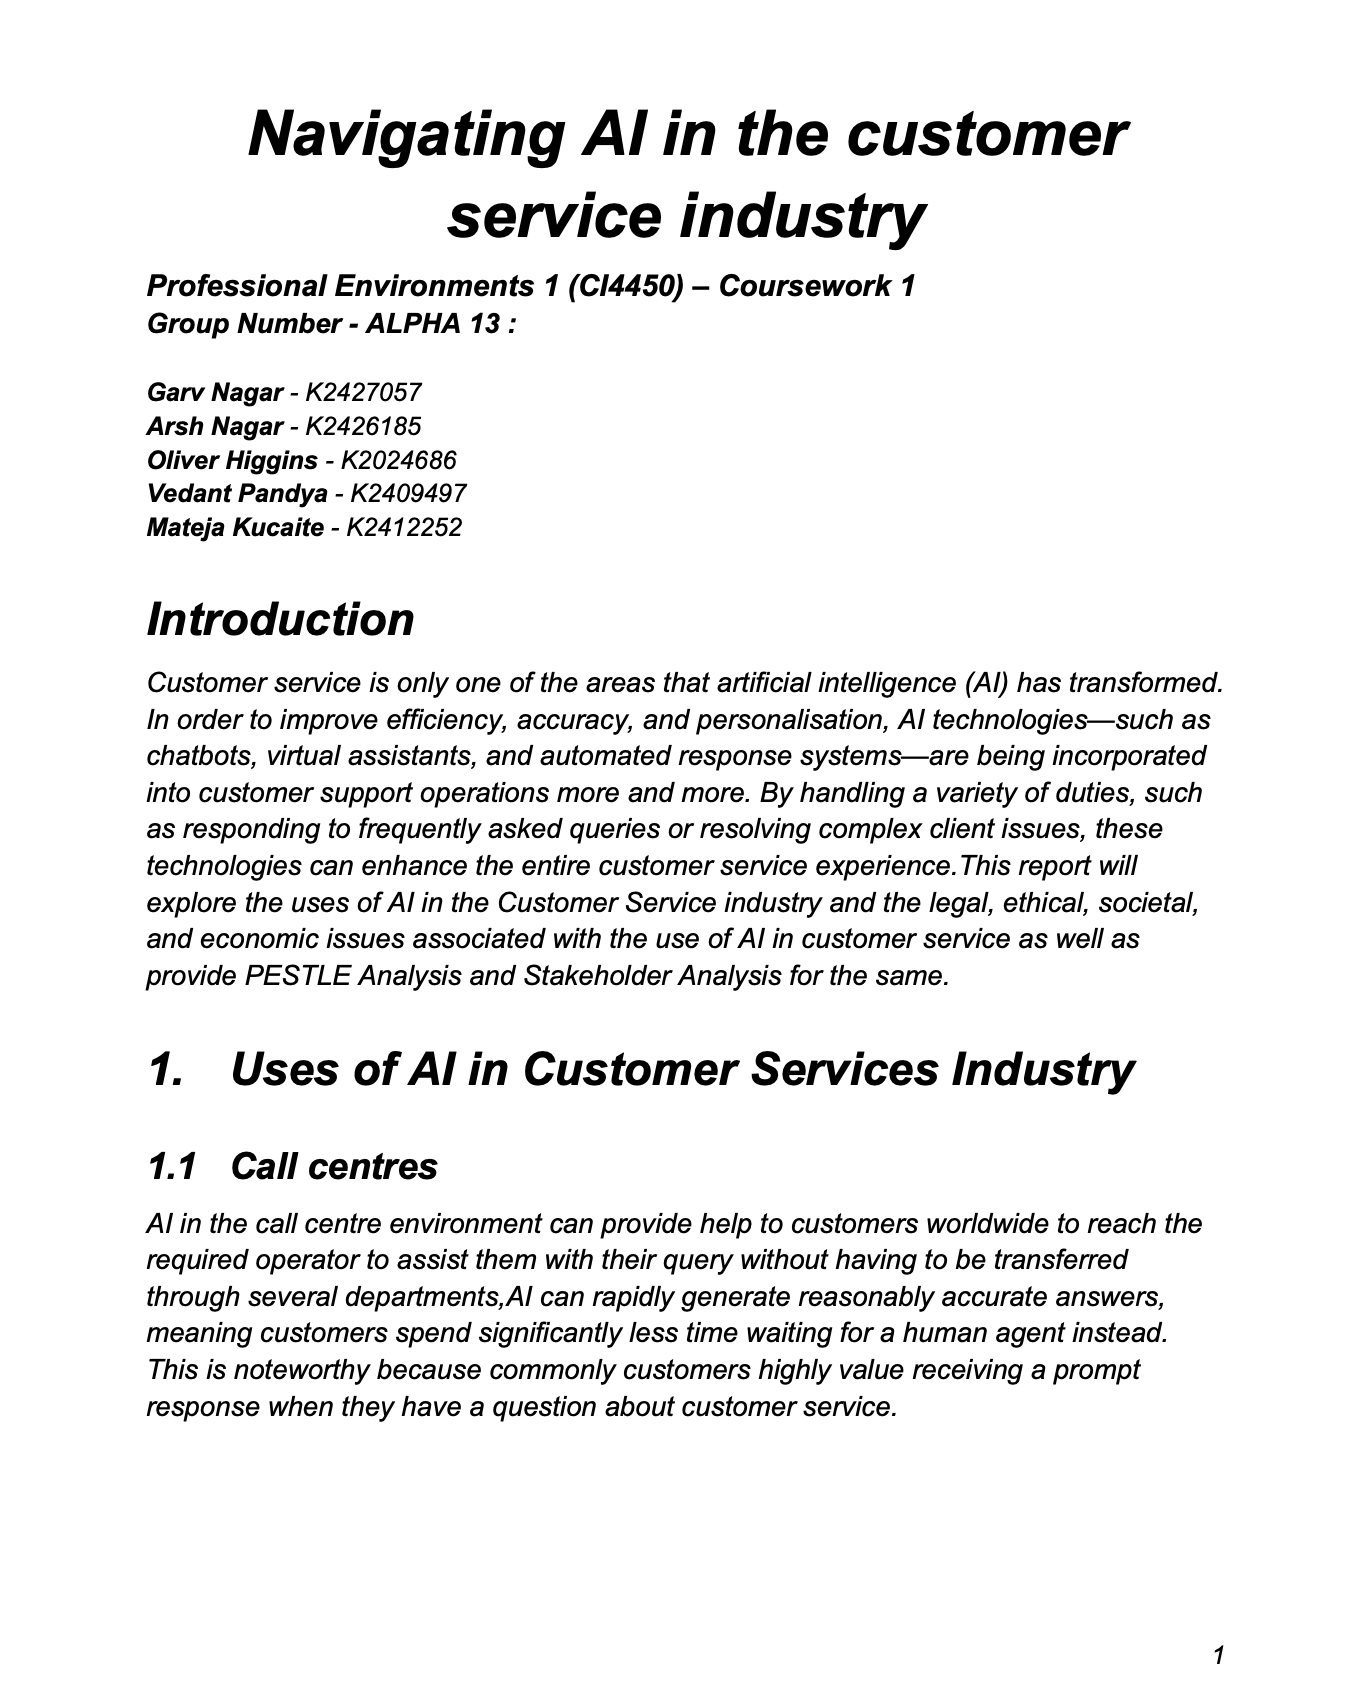 Navigating AI in the customer
service industry
Professional Environments 1 (CI4450) – Coursework 1
Group Number - ALPHA 13 :
Garv Nagar - K2427057
Arsh Nagar - K2426185
Oliver Higgins - K2024686
Vedant Pandya - K2409497
Mateja Kucaite - K2412252
Introduction
Customer service is only one of the areas that artificial intelligence (AI) has transformed.
In order to improve efficiency, accuracy, and personalisation, AI technologies—such as
chatbots, virtual assistants, and automated response systems—are being incorporated
into customer support operations more and more. By handling a variety of duties, such
as responding to frequently asked queries or resolving complex client issues, these
technologies can enhance the entire customer service experience.This report will
explore the uses of AI in the Customer Service industry and the legal, ethical, societal,
and economic issues associated with the use of AI in customer service as well as
provide PESTLE Analysis and Stakeholder Analysis for the same.
1. Uses of AI in Customer Services Industry
1.1 Call centres
AI in the call centre environment can provide help to customers worldwide to reach the
required operator to assist them with their query without having to be transferred
through several departments,AI can rapidly generate reasonably accurate answers,
meaning customers spend significantly less time waiting for a human agent instead.
This is noteworthy because commonly customers highly value receiving a prompt
response when they have a question about customer service.
1